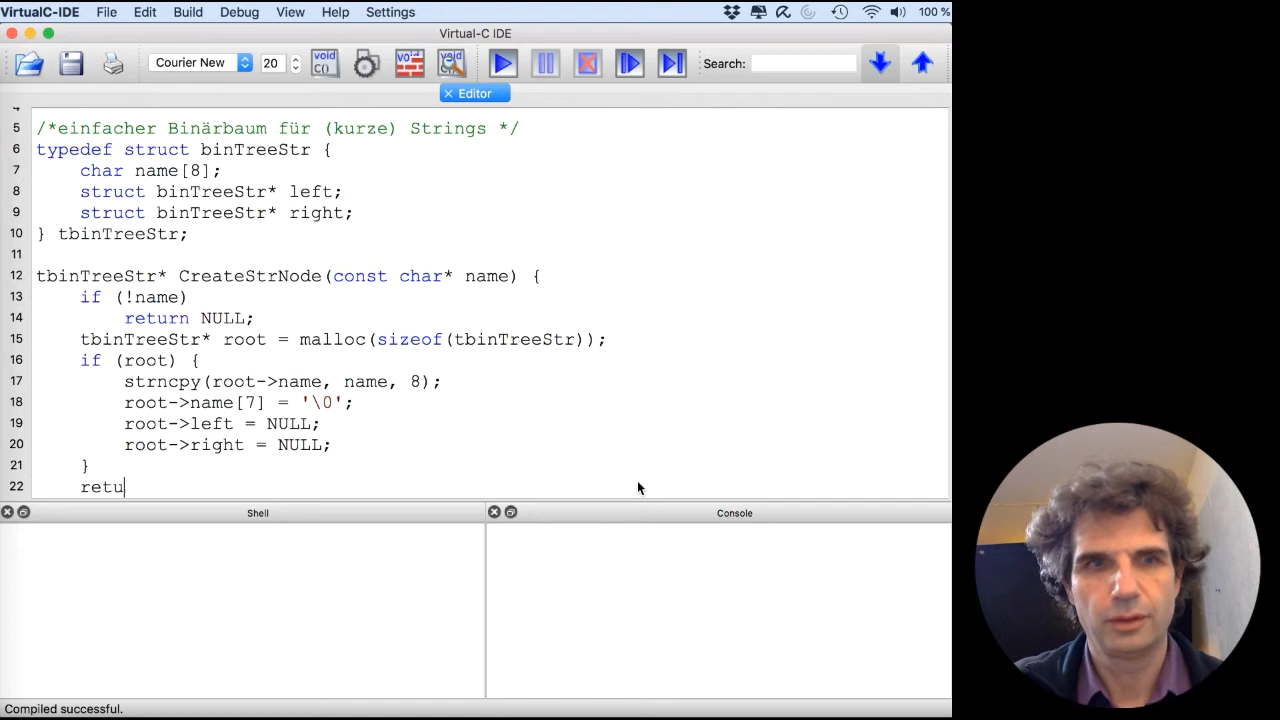 VirtualC-IDE File Edit Build Debug View Help Settings 100 %
Virtual-C IDE
Courier New 20 void C() void C() void Search:
Editor
4
5 /*einfacher Binärbaum für (kurze) Strings */
6 typedef struct binTreeStr {
7 char name[8];
8 struct binTreeStr* left;
9 struct binTreeStr* right;
10 } tbinTreeStr;
11
12 tbinTreeStr* CreateStrNode(const char* name) {
13 if (!name)
14 return NULL;
15 tbinTreeStr* root = malloc(sizeof(tbinTreeStr));
16 if (root) {
17 strncpy(root->name, name, 8);
18 root->name[7] = '\0';
19 root->left = NULL;
20 root->right = NULL;
21 }
22 retu
Shell Console
Compiled successful.